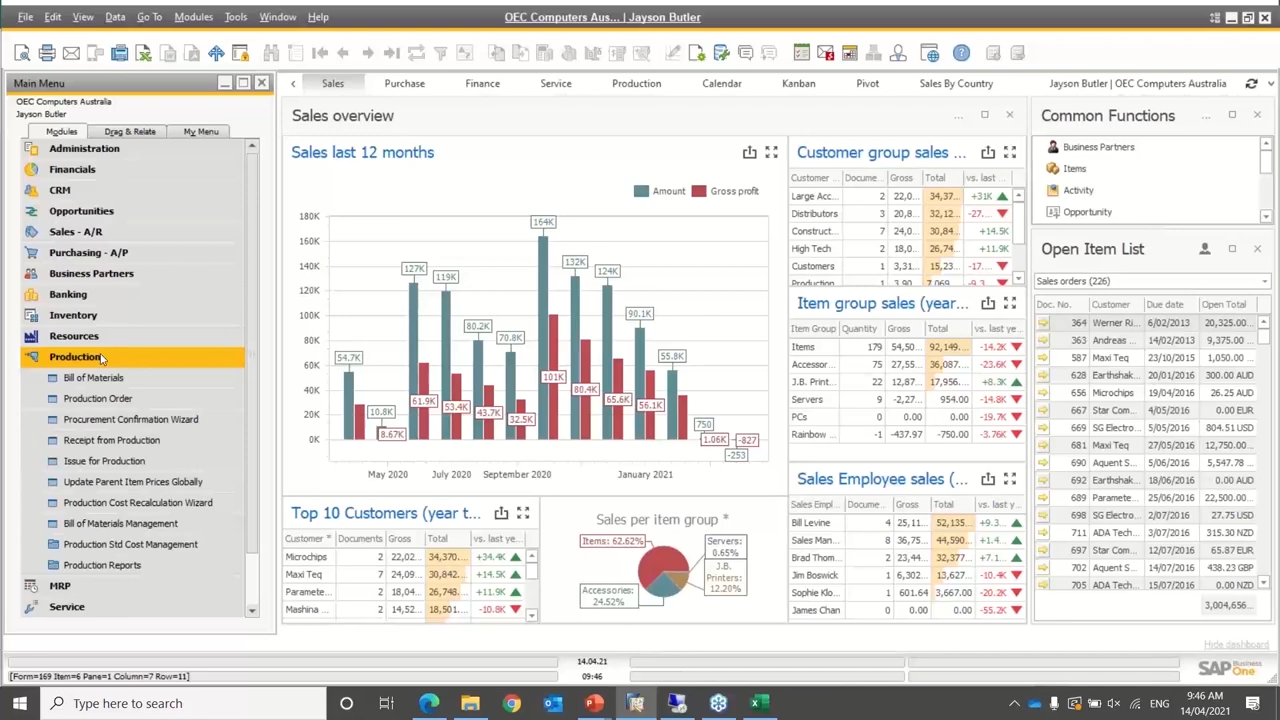 File Edit View Data Go To Modules Tools Window Help
OEC Computers Aus... | Jayson Butler
Main Menu
OEC Computers Australia
Jayson Butler
Modules Drag & Relate My Menu
Administration
Financials
CRM
Opportunities
Sales - A/R
Purchasing - A/P
Business Partners
Banking
Inventory
Resources
Production
Bill of Materials
Production Order
Procurement Confirmation Wizard
Receipt from Production
Issue for Production
Update Parent Item Prices Globally
Production Cost Recalculation Wizard
Bill of Materials Management
Production Std Cost Management
Production Reports
MRP
Service
Sales Purchase Finance Service Production Calendar Kanban Pivot Sales By Country
Jayson Butler | OEC Computers Australia
Sales overview
Sales last 12 months
Amount Gross profit
180K
160K
140K
120K
100K
80K
60K
40K
20K
0K
54.7K
10.8K
8.67K
127K
61.9K
119K
53.4K
80.2K
43.7K
70.8K
32.5K
164K
101K
132K
80.4K
124K
65.6K
90.1K
56.1K
55.8K
750
1.06K
-827
-253
May 2020 July 2020 September 2020 January 2021
Top 10 Customers (year t...
Customer Documents Gross Total vs. last ...
Microchips 2 22,02... 34,370... +34.4K
Maxi Teq 7 24,09... 30,842... +14.5K
Paramete... 2 18,04... 26,748... +11.9K
Mashina ... 2 14,52... 18,501... -10.8K
Sales per item group *
Items: 62.62%
Servers: 0.65%
J.B. Printers: 12.20%
Accessories: 24.52%
Customer group sales ...
Customer ... Docume... Gross Total vs. last ...
Large Acc... 2 22,0... 34,37... +31K
Distributors 3 20,8... 32,12... -27....
Construct... 7 24,0... 30,84... +14.5K
High Tech 2 18,0... 26,74... +11.9K
Customers 1 3,31... 15,23... -17....
Production 1 3,90... 7,069... -9.3...
Item group sales (year...
Item Group Quantity Gross Total vs. last ye...
Items 179 54,50... 92,149... -14.2K
Accessor... 75 27,55... 36,087... -23.6K
J.B. Print... 22 12,87... 17,956... +8.3K
Servers 9 -2,27... 954.00 -14.8K
PCs 0 0.00 0.00 -19.7K
Rainbow ... -1 -437.97 -750.00 -3.76K
Sales Employee sales (...
Sales Empl... Document... Gross Total vs. last y...
Bill Levine 4 25,11... 52,135... +9.3...
Sales Man... 8 36,75... 44,590... +1.4...
Brad Thom... 2 23,44... 32,377... +7.1...
Jim Boswick 1 6,302... 13,627... -10.4K
Sophie Klo... 1 601.64 3,667.00 -20.2K
James Chan 0 0.00 0.00 -55.2K
Common Functions
Business Partners
Items
Activity
Opportunity
Open Item List
Sales orders (226)
Doc. No. Customer Due date Open Total
364 Werner Ri... 6/02/2013 20,325.00...
363 Andreas ... 14/02/2013 9,375.00...
587 Maxi Teq 23/10/2015 1,050.00...
628 Earthshak... 20/01/2016 300.00 AUD
656 Microchips 19/04/2016 26.25 AUD
667 Star Com... 4/05/2016 0.00 EUR
669 SG Electro... 5/05/2016 804.51 USD
681 Maxi Teq 27/05/2016 12,750.00...
690 Aquent S... 5/06/2016 5,547.78 ...
692 Earthshak... 22/06/2016 0.00 AUD
689 Paramete... 25/06/2016 22,500.00...
698 SG Electro... 2/07/2016 27.75 USD
711 ADA Tech... 5/07/2016 315.30 NZD
697 Star Com... 12/07/2016 65.87 EUR
702 Aquent S... 8/07/2016 438.23 GBP
705 ADA Tech... 15/07/2016 0.00 NZD
3,004,656...
Hide dashboard
14.04.21
09:46
[Form=169 Item=6 Pane=1 Column=7 Row=11]
SAP Business One
Type here to search
ENG
9:46 AM
14/04/2021